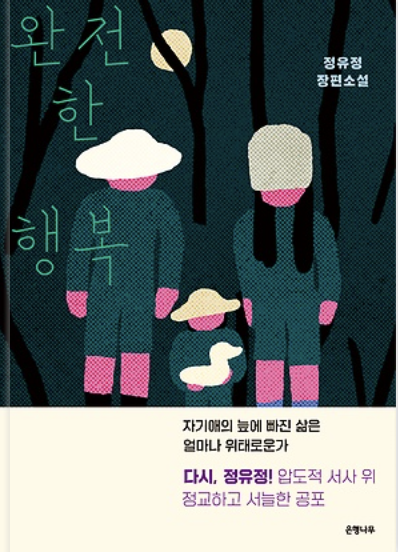 완전
한
행복
정유정
장편소설
자기애의 늪에 빠진 삶은
얼마나 위태로운가
다시, 정유정! 압도적 서사 위
정교하고 서늘한 공포
은행나무